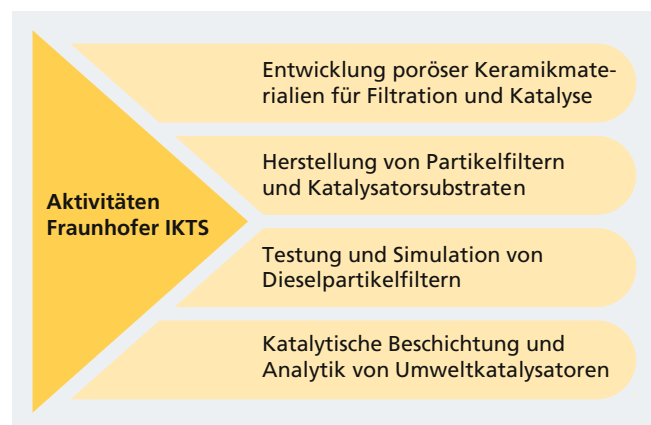 Entwicklung poröser Keramikmate-
rialien für Filtration und Katalyse
Herstellung von Partikelfiltern
und Katalysatorsubstraten
Aktivitäten
Fraunhofer IKTS
Testung und Simulation von
Dieselpartikelfiltern
Katalytische Beschichtung und
Analytik von Umweltkatalysatoren